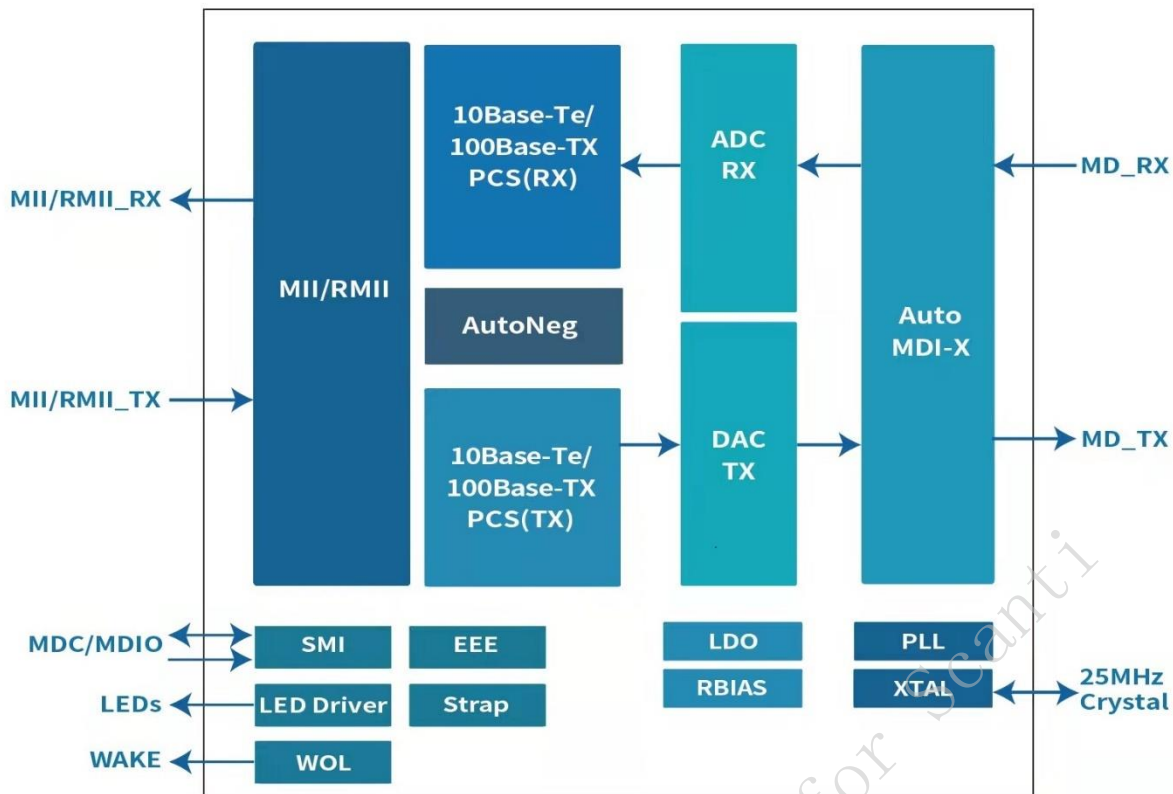 10Base-Te/
100Base-TX
PCS(RX)
ADC
RX
MD_RX
MII/RMII_RX
MII/RMII
AutoNeg
Auto
MDI-X
MII/RMII_TX
10Base-Te/
100Base-TX
PCS(TX)
DAC
TX
MD_TX
MDC/MDIO
SMI
EEE
LDO
PLL
LEDs
LED Driver
Strap
RBIAS
XTAL
25MHz
Crystal
WAKE
WOL
for Scanti